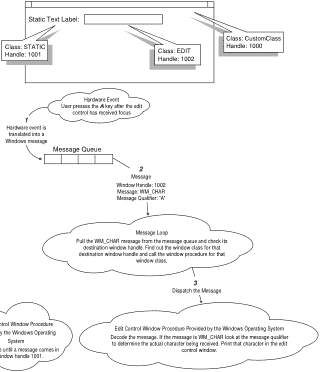 Static Text Label:
Class: STATIC
Handle: 1001
Class: EDIT
Handle: 1002
Class: CustomClass
Handle: 1000
Hardware Event
User presses the A key after the edit
control has received focus
1
Hardware event is
translated into a
Windows message
Message Queue
2
Message
Window Handle: 1002
Message: WM_CHAR
Message Qualifier: "A"
Message Loop
Pull the WM_CHAR message from the message queue and check its
destination window handle. Find out the window class for that
destination window handle and call the window procedure for that
window class.
3
Dispatch the Message
ntrol Window Procedure
by the Windows Operating
System
until a message comes in
indow handle 1001.
Edit Control Window Procedure Provided by the Windows Operating System
Decode the message. If the message is WM_CHAR look at the message qualifier
to determine the actual character being received. Print that character in the edit
control window.